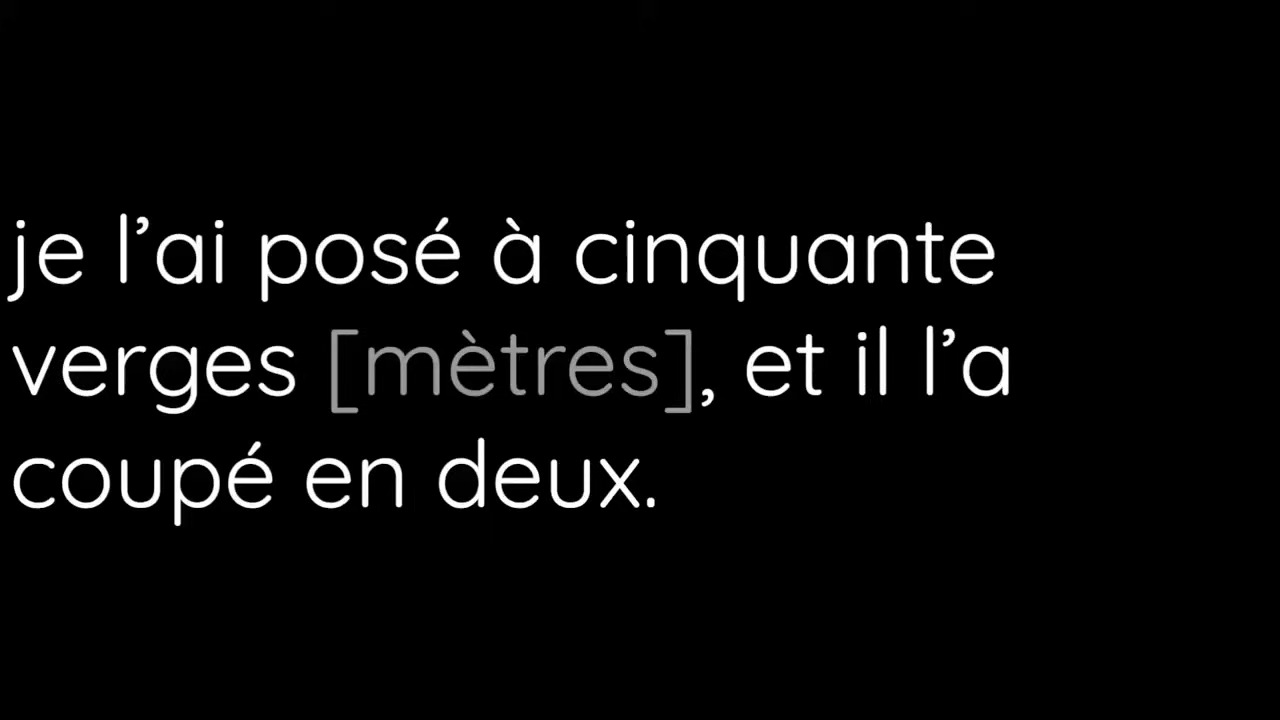 je l’ai posé à cinquante
verges [mètres], et il l’a
coupé en deux.